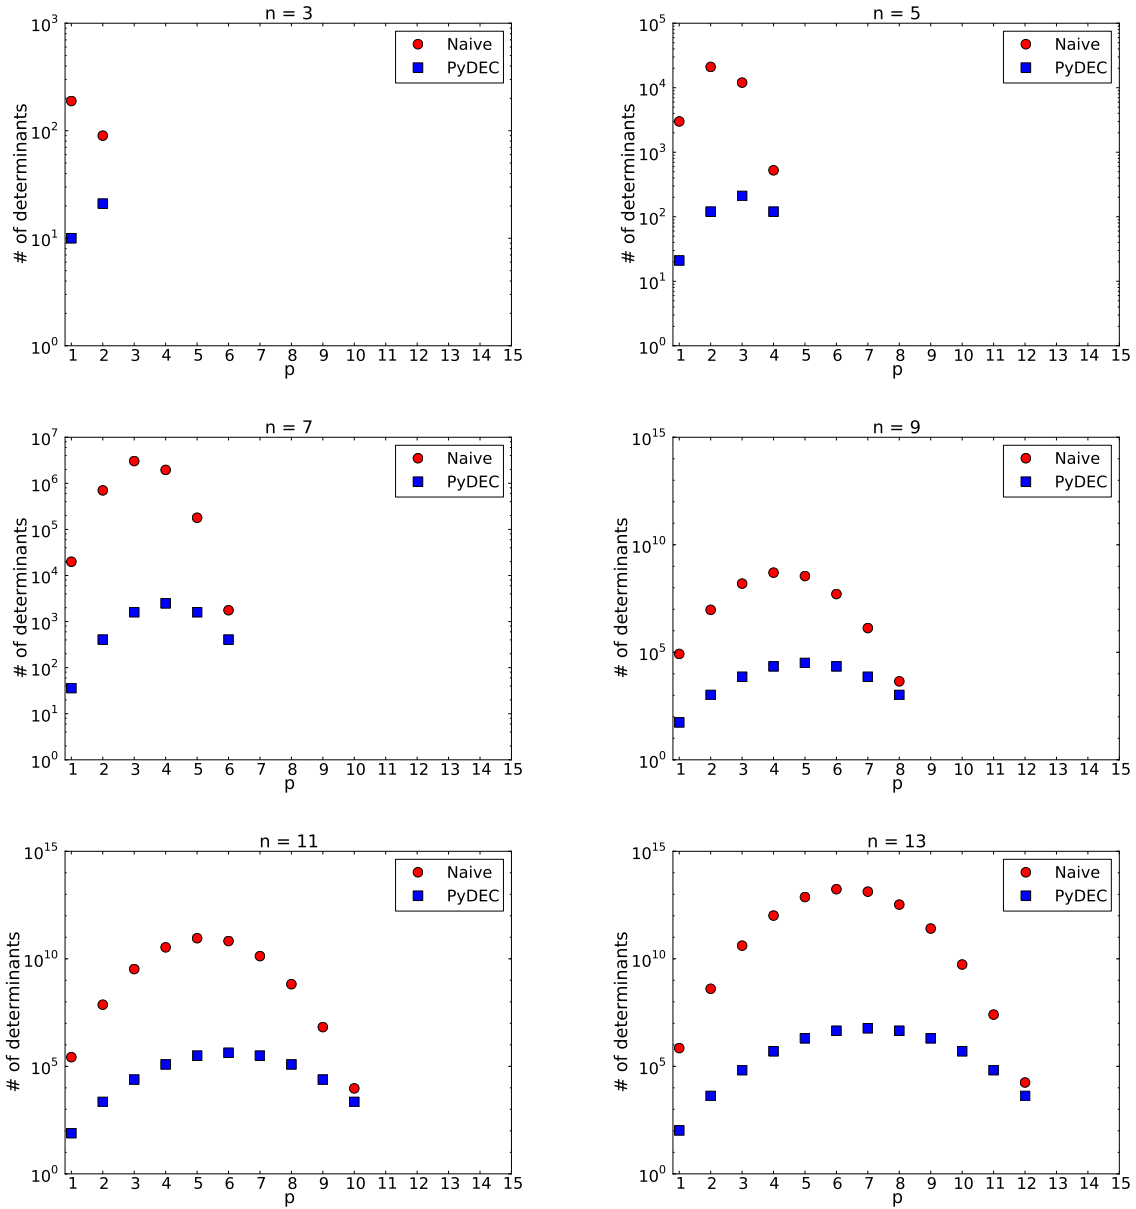 n = 3
10^3
10^2
10^1
10^0
# of determinants
1 2 3 4 5 6 7 8 9 10 11 12 13 14 15
p
Naive
PyDEC
n = 5
10^5
10^4
10^3
10^2
10^1
10^0
# of determinants
1 2 3 4 5 6 7 8 9 10 11 12 13 14 15
p
Naive
PyDEC
n = 7
10^7
10^6
10^5
10^4
10^3
10^2
10^1
10^0
# of determinants
1 2 3 4 5 6 7 8 9 10 11 12 13 14 15
p
Naive
PyDEC
n = 9
10^15
10^10
10^5
10^0
# of determinants
1 2 3 4 5 6 7 8 9 10 11 12 13 14 15
p
Naive
PyDEC
n = 11
10^15
10^10
10^5
10^0
# of determinants
1 2 3 4 5 6 7 8 9 10 11 12 13 14 15
p
Naive
PyDEC
n = 13
10^15
10^10
10^5
10^0
# of determinants
1 2 3 4 5 6 7 8 9 10 11 12 13 14 15
p
Naive
PyDEC